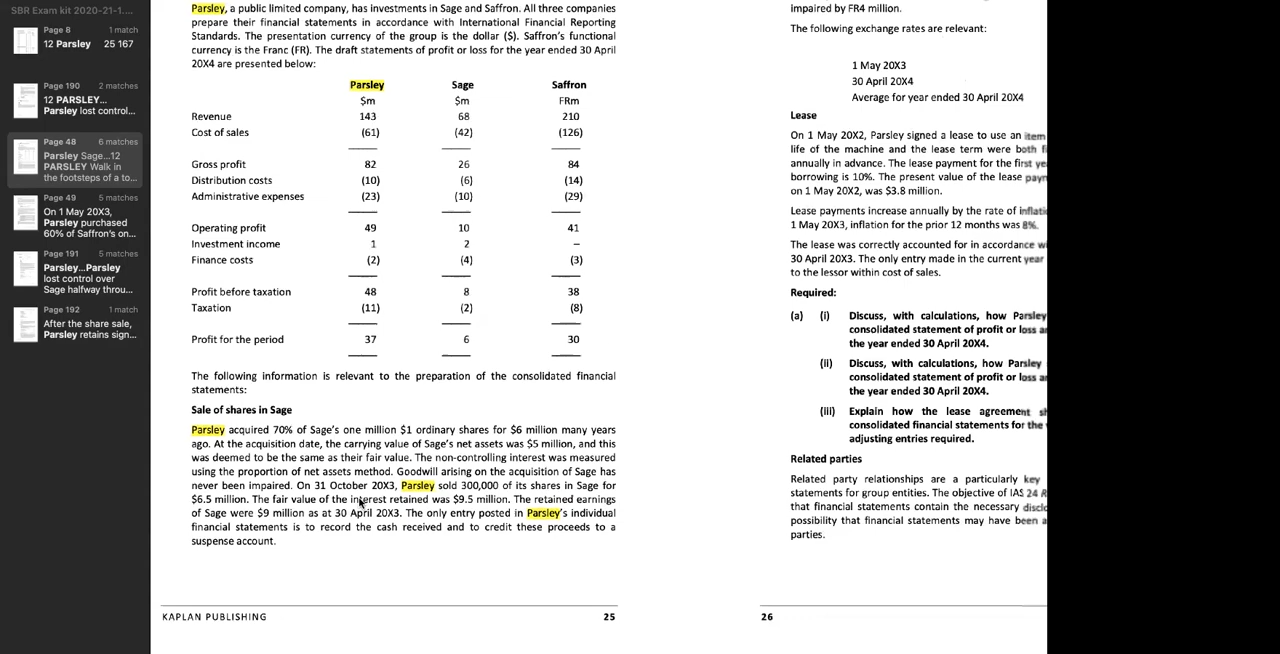 SBR Exam kit 2020-21-1....
Page 8 1 match
12 Parsley 25 167
Page 190 2 matches
12 PARSLEY...
Parsley lost control...
Page 48 6 matches
Parsley Sage...12
PARSLEY Walk in
the footsteps of a to...
Page 49 5 matches
On 1 May 20X3,
Parsley purchased
60% of Saffron's on...
Page 191 5 matches
Parsley...Parsley
lost control over
Sage halfway throu...
Page 192 1 match
After the share sale,
Parsley retains sign...
Parsley, a public limited company, has investments in Sage and Saffron. All three companies
prepare their financial statements in accordance with International Financial Reporting
Standards. The presentation currency of the group is the dollar ($). Saffron's functional
currency is the Franc (FR). The draft statements of profit or loss for the year ended 30 April
20X4 are presented below:
Parsley Sage Saffron
$m $m FRm
Revenue 143 68 210
Cost of sales (61) (42) (126)
Gross profit 82 26 84
Distribution costs (10) (6) (14)
Administrative expenses (23) (10) (29)
Operating profit 49 10 41
Investment income 1 2 –
Finance costs (2) (4) (3)
Profit before taxation 48 8 38
Taxation (11) (2) (8)
Profit for the period 37 6 30
The following information is relevant to the preparation of the consolidated financial
statements:
Sale of shares in Sage
Parsley acquired 70% of Sage's one million $1 ordinary shares for $6 million many years
ago. At the acquisition date, the carrying value of Sage's net assets was $5 million, and this
was deemed to be the same as their fair value. The non-controlling interest was measured
using the proportion of net assets method. Goodwill arising on the acquisition of Sage has
never been impaired. On 31 October 20X3, Parsley sold 300,000 of its shares in Sage for
$6.5 million. The fair value of the interest retained was $9.5 million. The retained earnings
of Sage were $9 million as at 30 April 20X3. The only entry posted in Parsley's individual
financial statements is to record the cash received and to credit these proceeds to a
suspense account.
KAPLAN PUBLISHING 25
impaired by FR4 million.
The following exchange rates are relevant:
1 May 20X3
30 April 20X4
Average for year ended 30 April 20X4
Lease
On 1 May 20X2, Parsley signed a lease to use an item
life of the machine and the lease term were both
annually in advance. The lease payment for the first
borrowing is 10%. The present value of the lease
on 1 May 20X2, was $3.8 million.
Lease payments increase annually by the rate of
1 May 20X3, inflation for the prior 12 months was 8%.
The lease was correctly accounted for in accordance
30 April 20X3. The only entry made in the current year
to the lessor within cost of sales.
Required:
(a) (i) Discuss, with calculations, how Parsley
consolidated statement of profit or loss
the year ended 30 April 20X4.
(ii) Discuss, with calculations, how Parsley
consolidated statement of profit or loss
the year ended 30 April 20X4.
(iii) Explain how the lease agreement
consolidated financial statements for the
adjusting entries required.
Related parties
Related party relationships are a particularly key
statements for group entities. The objective of IAS 24
that financial statements contain the necessary
possibility that financial statements may have been
parties.
26